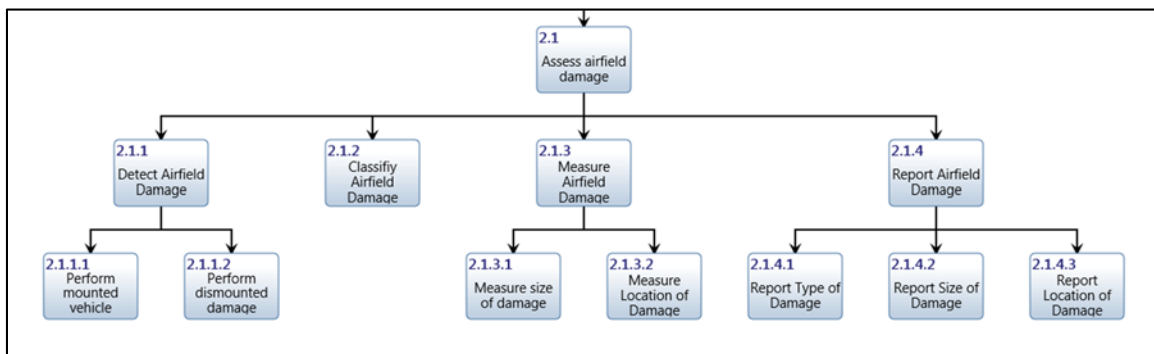 2.1
Assess airfield
damage
2.1.1
Detect Airfield
Damage
2.1.2
Classifiy
Airfield
Damage
2.1.3
Measure
Airfield
Damage
2.1.4
Report Airfield
Damage
2.1.1.1
Perform
mounted
vehicle
2.1.1.2
Perform
dismounted
damage
2.1.3.1
Measure size
of damage
2.1.3.2
Measure
Location of
Damage
2.1.4.1
Report Type of
Damage
2.1.4.2
Report Size of
Damage
2.1.4.3
Report
Location of
Damage